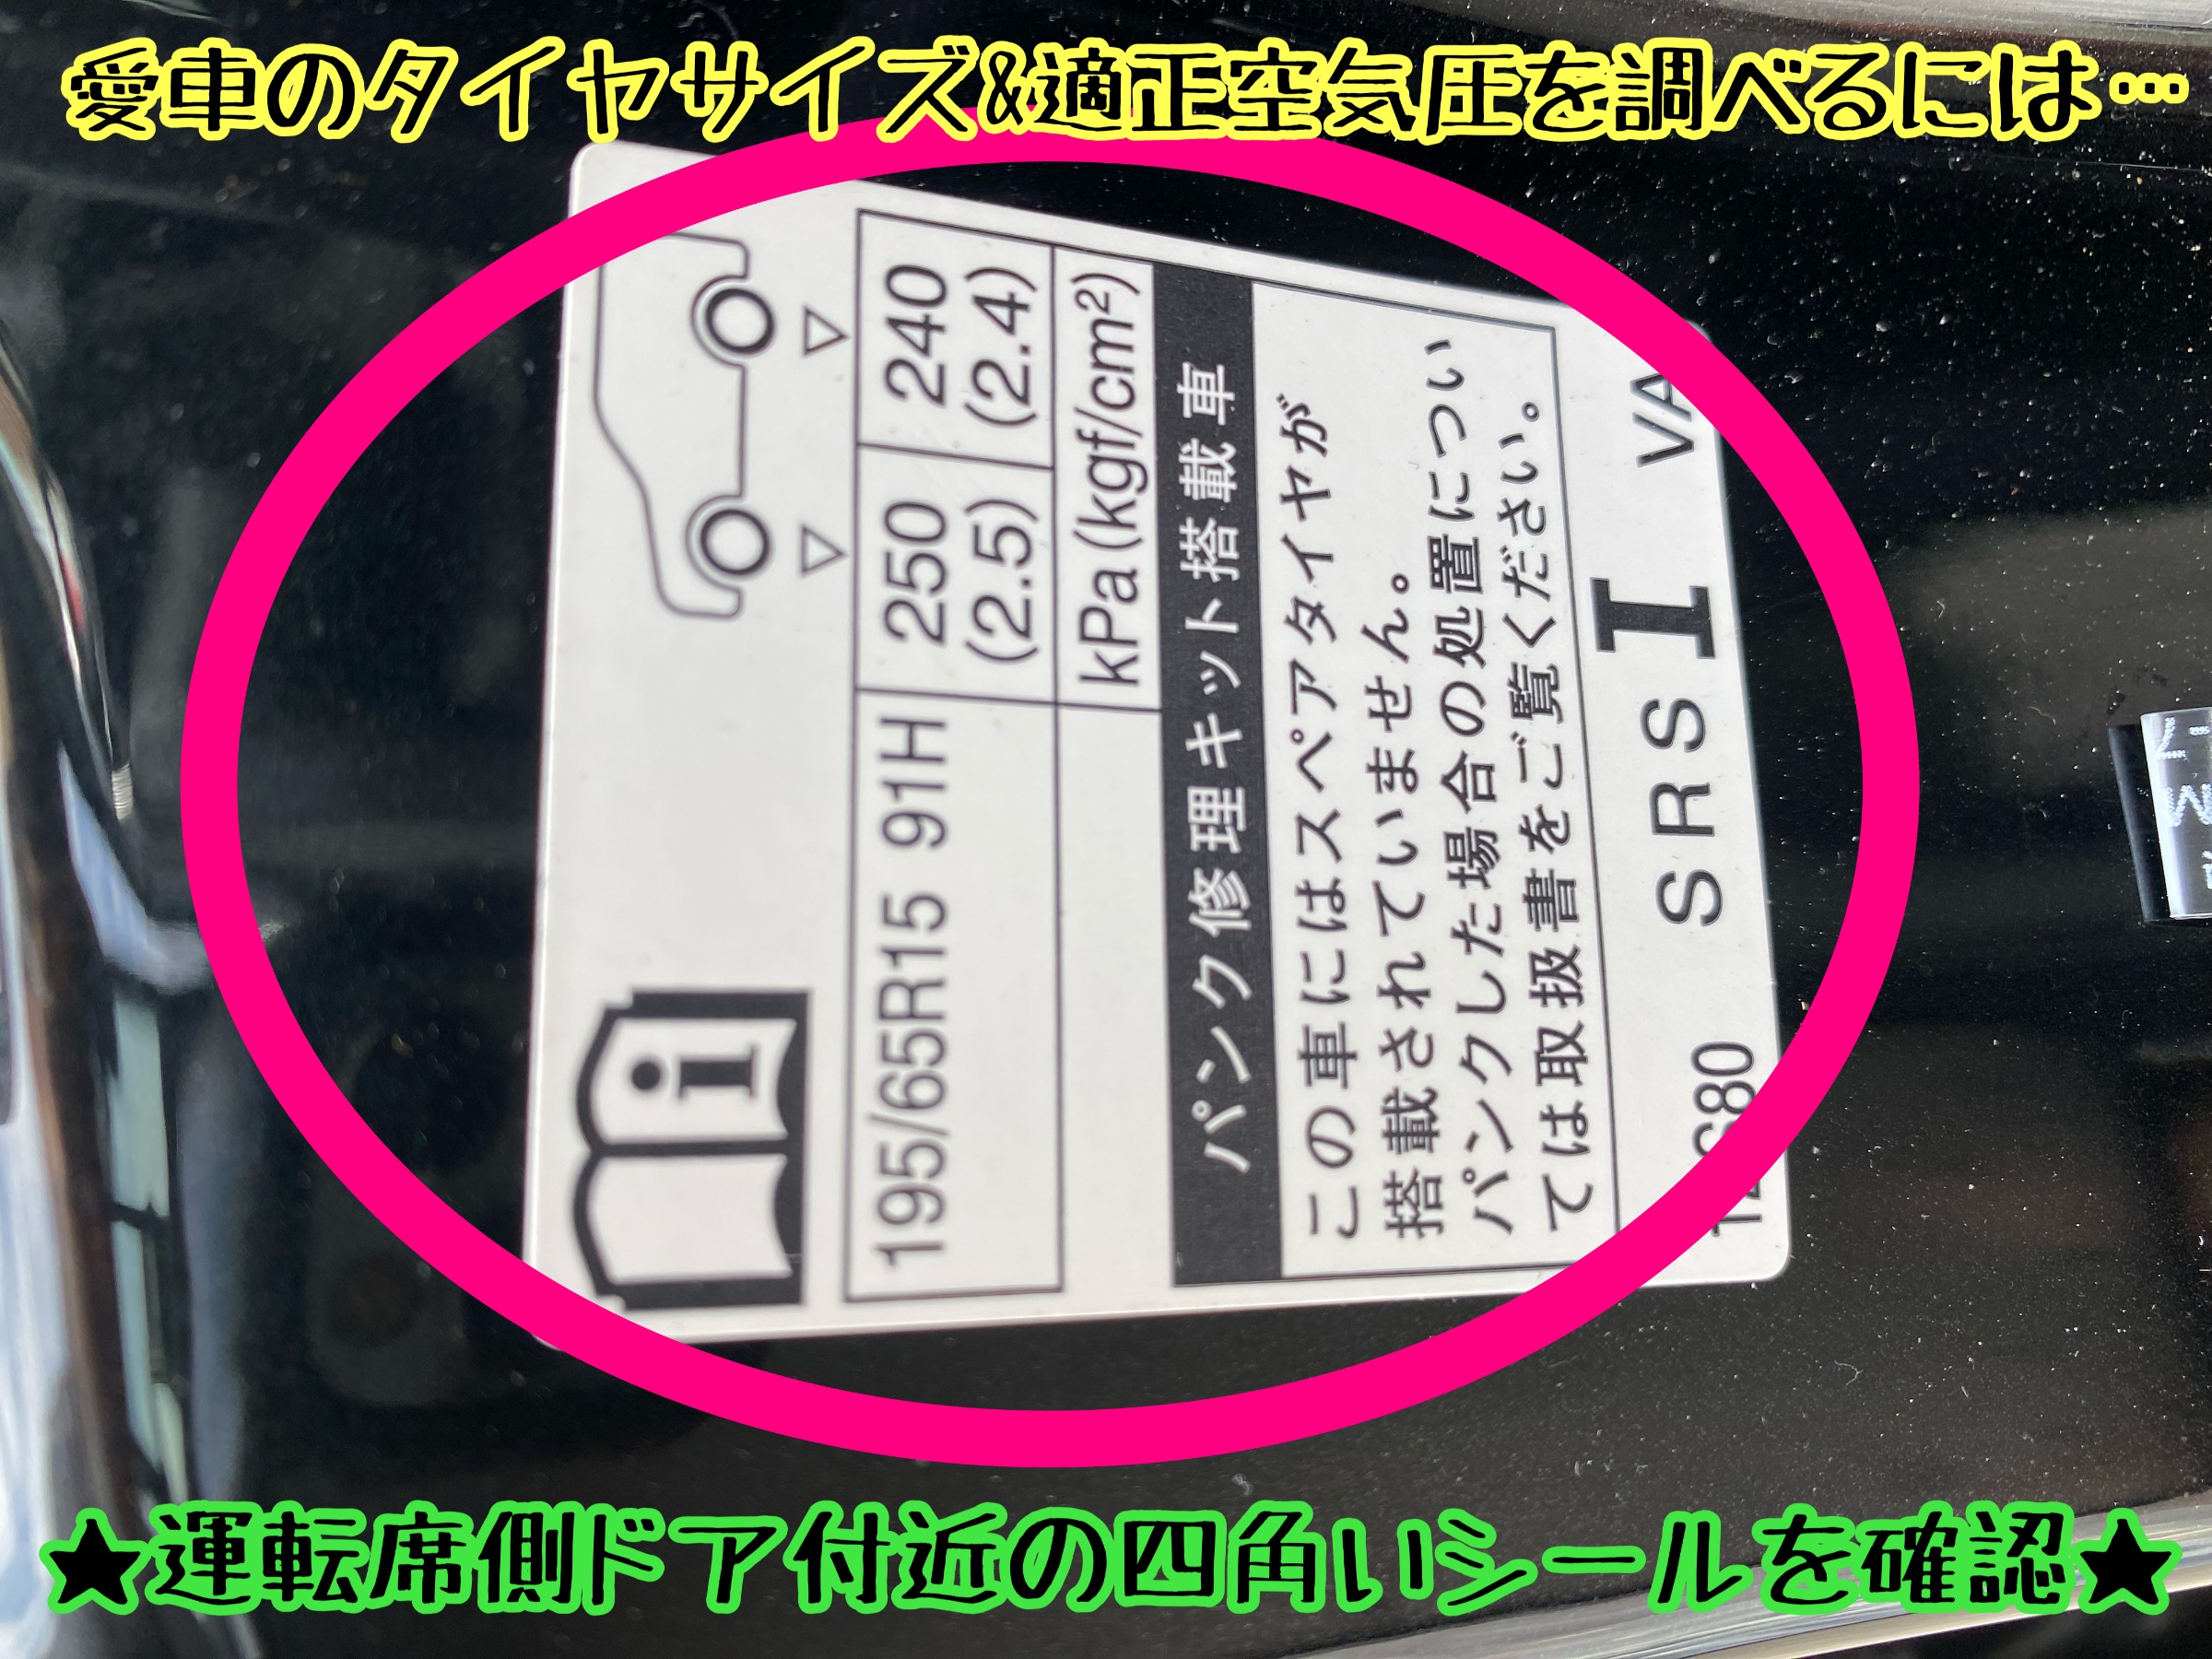 愛車のタイヤサイズ&適正空気圧を調べるには…
195/65R15 91H
250
(2.5)
240
(2.4)
kPa(kgf/cm²)
パンク修理キット搭載車
この車にはスペアタイヤが
搭載されていません。
パンクした場合の処置につい
ては取扱書をご覧ください。
SRS I VA
★運転席側ドア付近の四角いシールを確認★